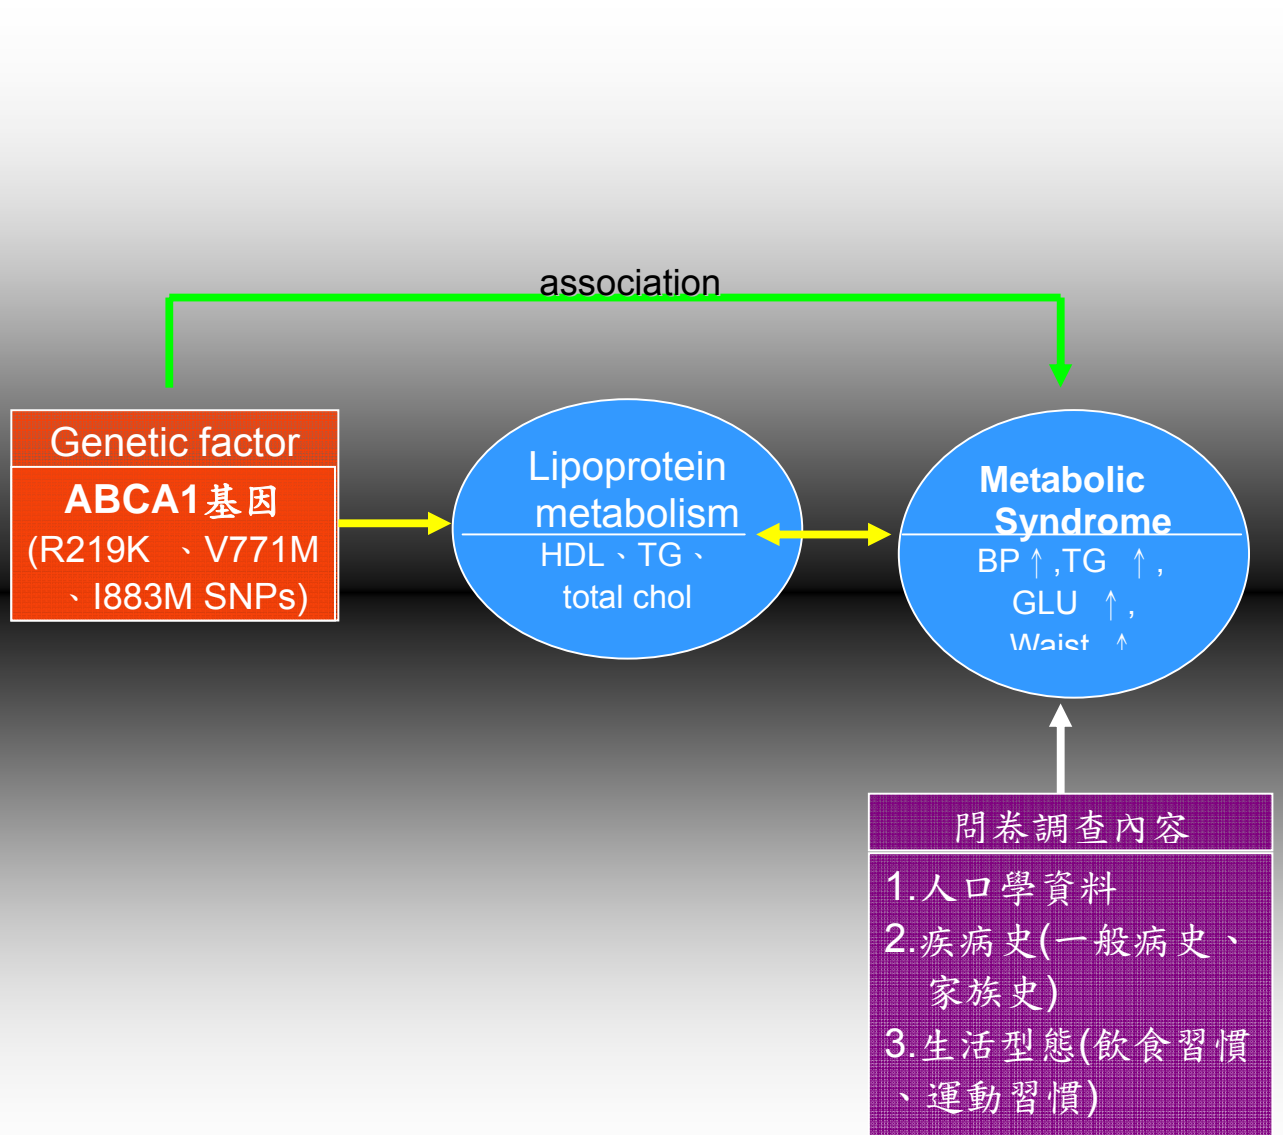 association
Genetic factor
ABCA1基因
(R219K 、V771M
、I883M SNPs)
Lipoprotein
metabolism
HDL、TG、
total chol
Metabolic
Syndrome
BP↑,TG ↑,
GLU ↑,
Waist ↑
問卷調查內容
1.人口學資料
2.疾病史(一般病史、
家族史)
3.生活型態(飲食習慣
、運動習慣)